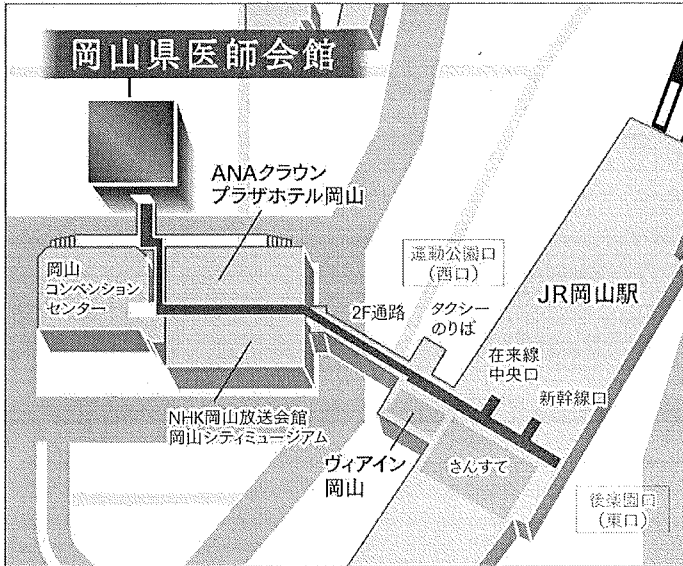 岡山県医師会館
ANAクラウン
プラザホテル岡山
岡山
コンベンション
センター
運動公園口
(西口)
JR岡山駅
2F通路
タクシー
のりば
在来線
中央口
新幹線口
NHK岡山放送会館
岡山シティミュージアム
ヴィアイン
岡山
さんすて
後楽園口
(東口)